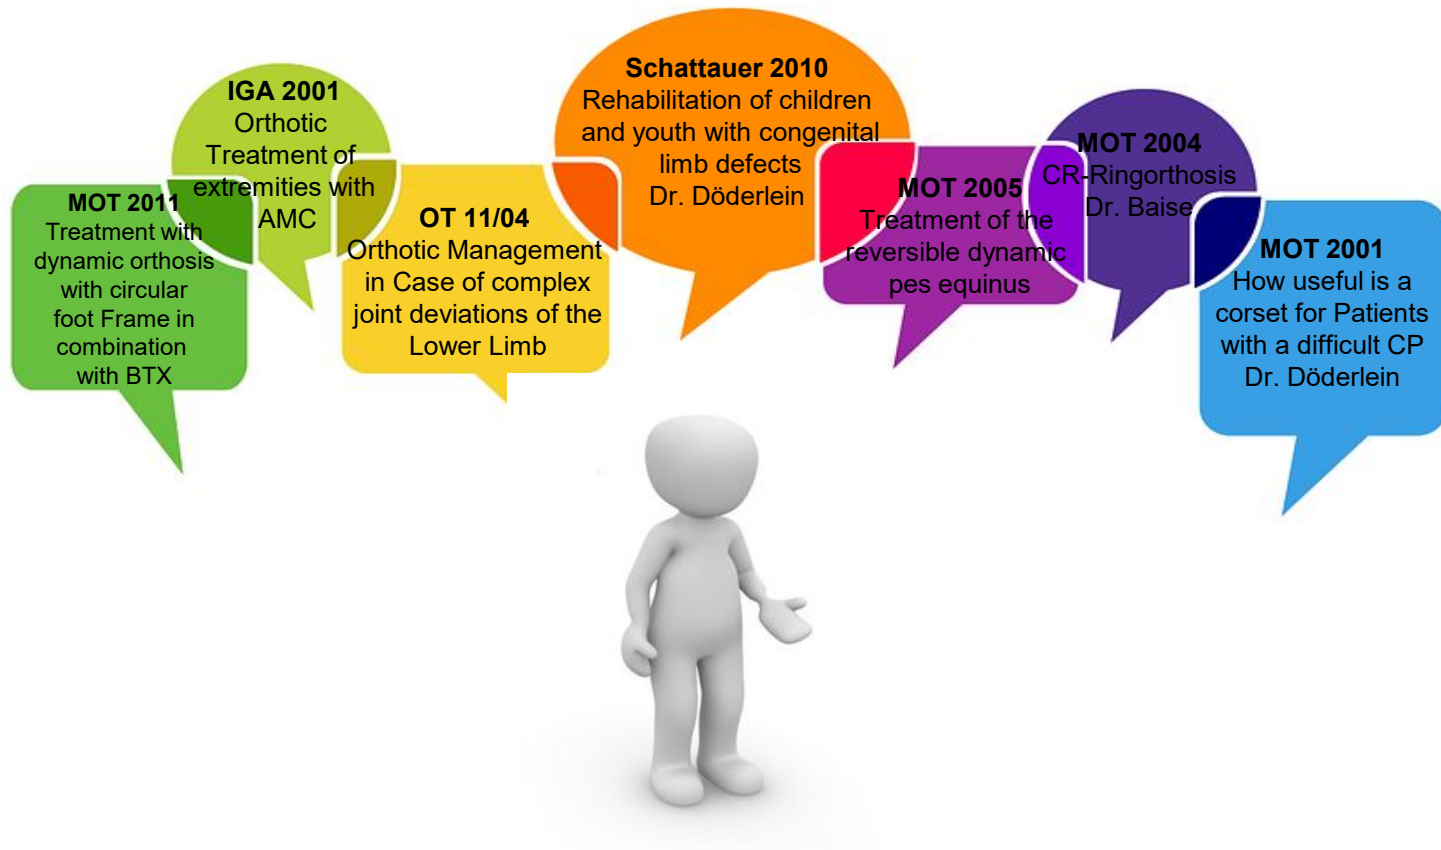 MOT 2011
Treatment with
dynamic orthosis
with circular
foot Frame in
combination
with BTX
IGA 2001
Orthotic
Treatment of
extremities with
AMC
OT 11/04
Orthotic Management
in Case of complex
joint deviations of the
Lower Limb
Schattauer 2010
Rehabilitation of children
and youth with congenital
limb defects
Dr. Döderlein
MOT 2005
Treatment of the
reversible dynamic
pes equinus
MOT 2004
CR-Ringorthosis
Dr. Baise
MOT 2001
How useful is a
corset for Patients
with a difficult CP
Dr. Döderlein